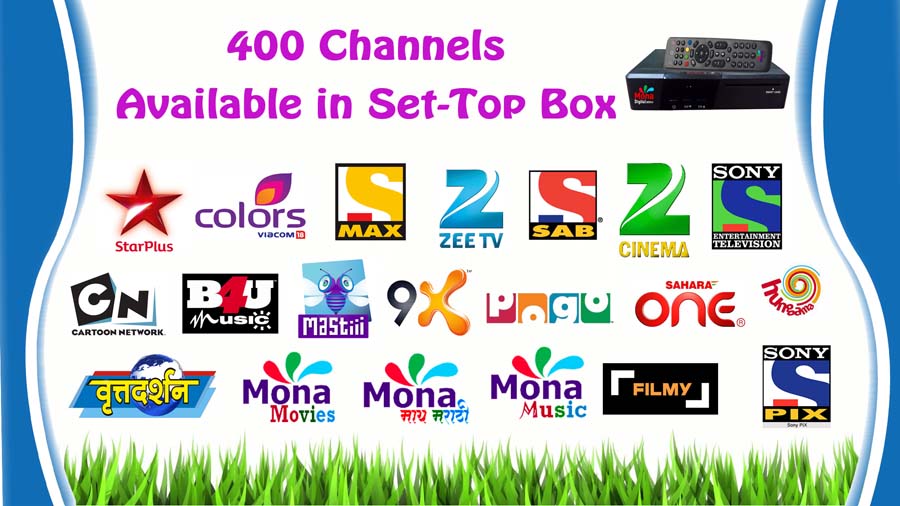 400 Channels
Available in Set-Top Box
Mona
Digital
StarPlus
colors
VIACOM 18
S
MAX
Z
ZEE TV
S
SAB
®
Z
CINEMA
SONY
S
ENTERTAINMENT
TELEVISION
CN
CARTOON NETWORK
B4U
Music
MASTiii
9X
pogo
SAHARA
ONE®
hungama
वृत्तदर्शन
Mona
Movies
Mona
माय मराठी
Mona
Music
FILMY
SONY
S
PIX
Sony PIX